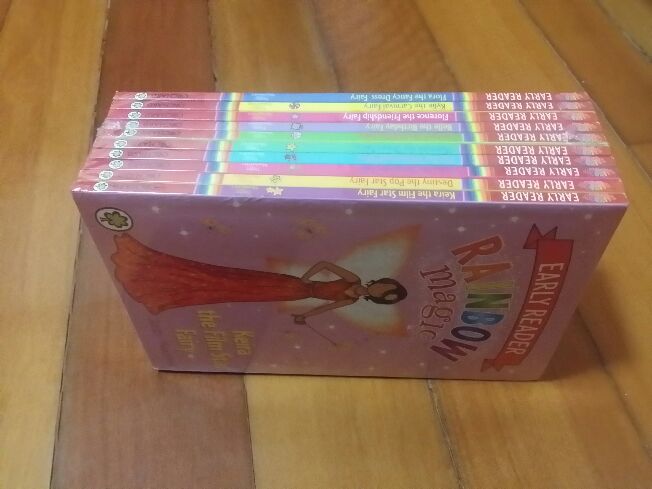 Flora the Fancy Dress Fairy EARLY READER
Kylie the Carnival Fairy EARLY READER
Florence the Friendship Fairy EARLY READER
Belle the Birthday Fairy EARLY READER
EARLY READER
EARLY READER
EARLY READER
EARLY READER
Destiny the Pop Star Fairy EARLY READER
Keira the Film Star Fairy EARLY READER
EARLY READER
RAINBOW
magic
Keira
the Film Star
Fairy